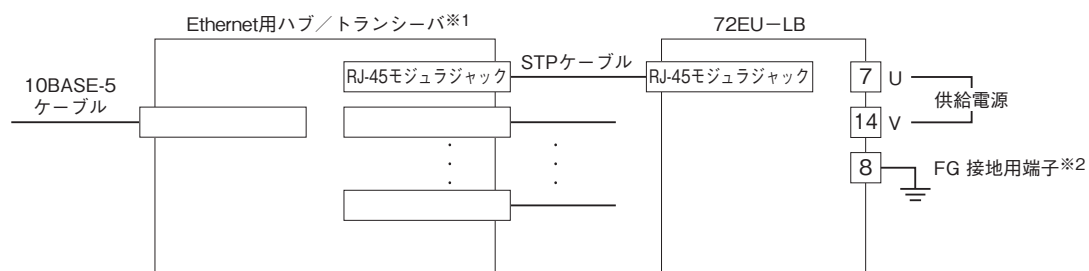 Ethernet用ハブ／トランシーバ※1
72EU－LB
10BASE-5
ケーブル
RJ-45モジュラジャック
STPケーブル
RJ-45モジュラジャック
7 U
供給電源
14 V
8 FG 接地用端子※2